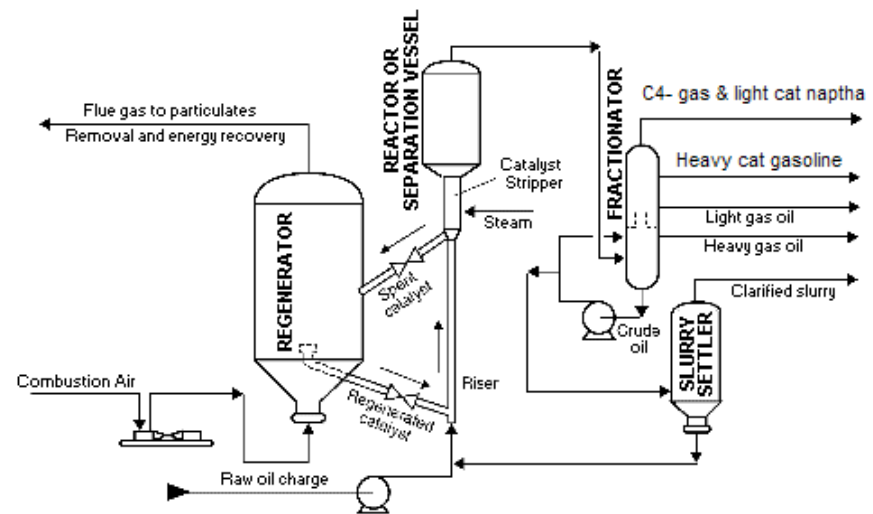 Flue gas to particulates
Removal and energy recovery
REACTOR OR
SEPARATION VESSEL
C4- gas & light cat naptha
Catalyst
Stripper
Steam
FRACTIONATOR
Heavy cat gasoline
Light gas oil
Heavy gas oil
REGENERATOR
Spent
catalyst
Clarified slurry
Crude
oil
SLURRY
SETTLER
Combustion Air
Regenerated
catalyst
Riser
Raw oil charge